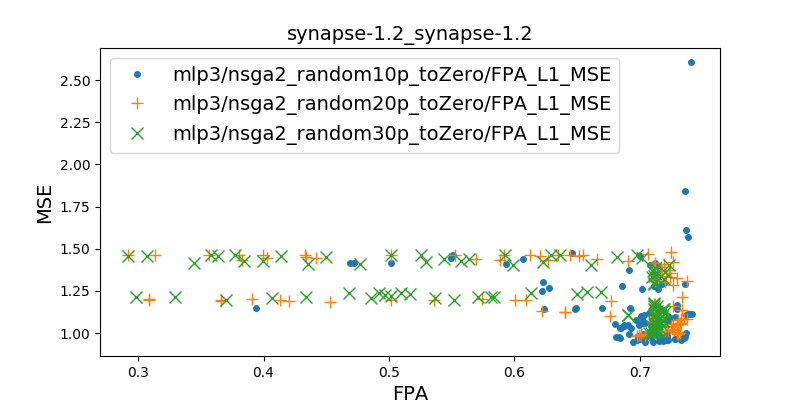 synapse-1.2_synapse-1.2
mlp3/nsga2_random10p_toZero/FPA_L1_MSE
mlp3/nsga2_random20p_toZero/FPA_L1_MSE
mlp3/nsga2_random30p_toZero/FPA_L1_MSE
MSE
2.50
2.25
2.00
1.75
1.50
1.25
1.00
0.3 0.4 0.5 0.6 0.7
FPA